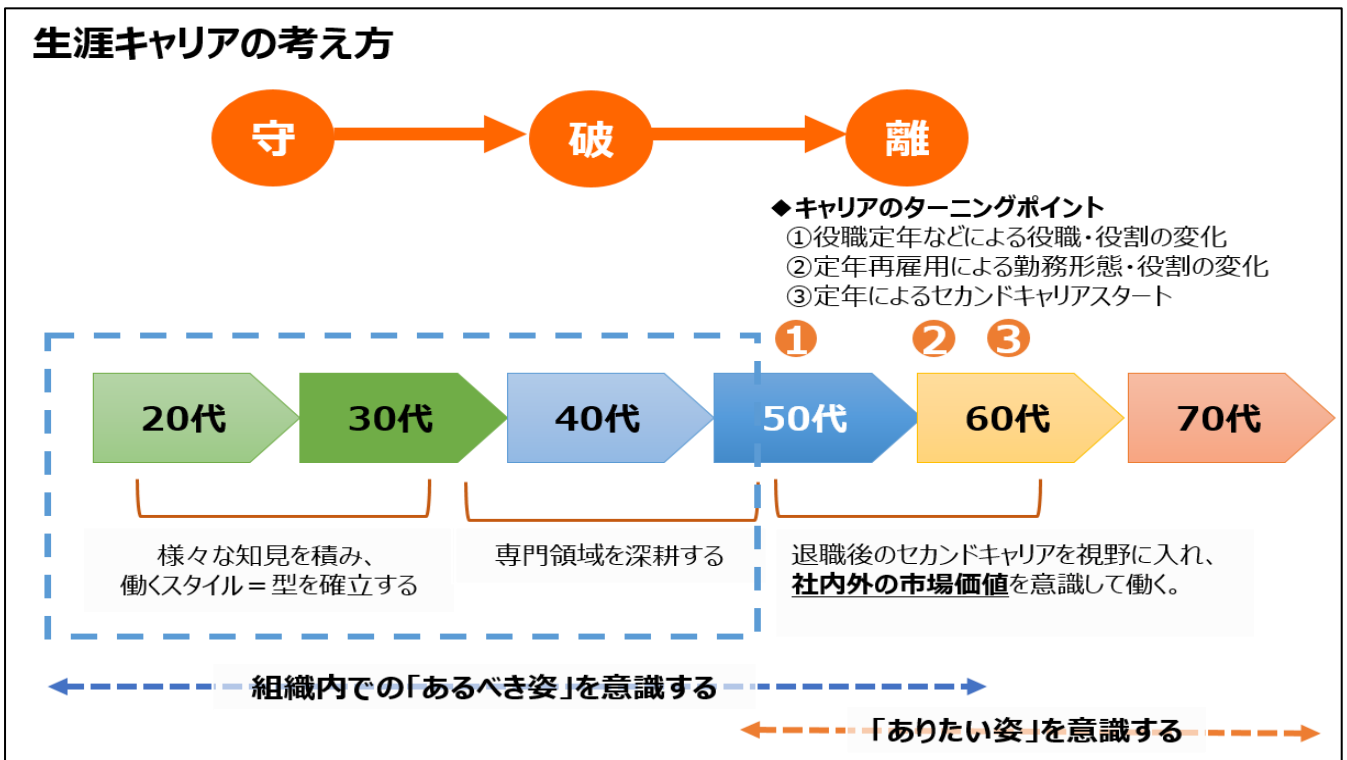 生涯キャリアの考え方
守
破
離
◆キャリアのターニングポイント
①役職定年などによる役職・役割の変化
②定年再雇用による勤務形態・役割の変化
③定年によるセカンドキャリアスタート
①
②
③
20代
30代
40代
50代
60代
70代
様々な知見を積み、
働くスタイル＝型を確立する
専門領域を深耕する
退職後のセカンドキャリアを視野に入れ、
社内外の市場価値を意識して働く。
組織内での「あるべき姿」を意識する
「ありたい姿」を意識する